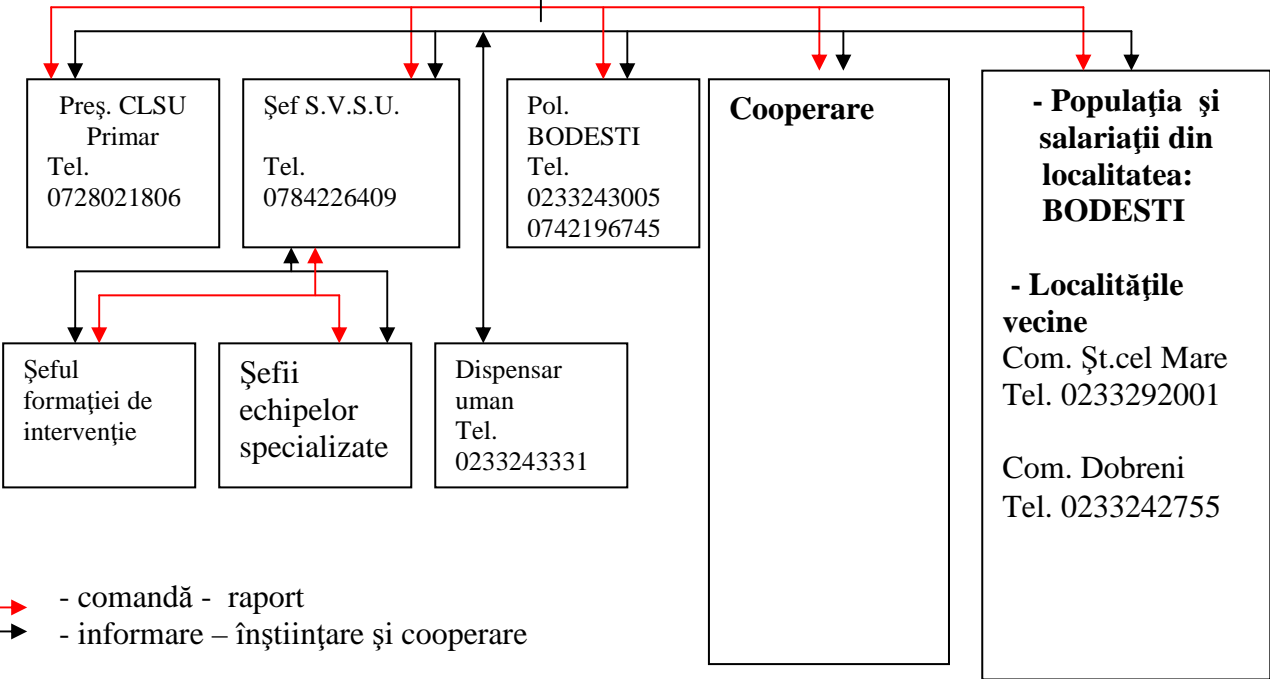 Preş. CLSU
Primar
Tel.
0728021806
Şef S.V.S.U.
Tel.
0784226409
Pol.
BODESTI
Tel.
0233243005
0742196745
Cooperare
- Populaţia şi
salariaţii din
localitatea:
BODESTI
- Localităţile
vecine
Com. Şt.cel Mare
Tel. 0233292001
Com. Dobreni
Tel. 0233242755
Şeful
formaţiei de
intervenţie
Şefii
echipelor
specializate
Dispensar
uman
Tel.
0233243331
- comandă - raport
- informare – înştiinţare şi cooperare